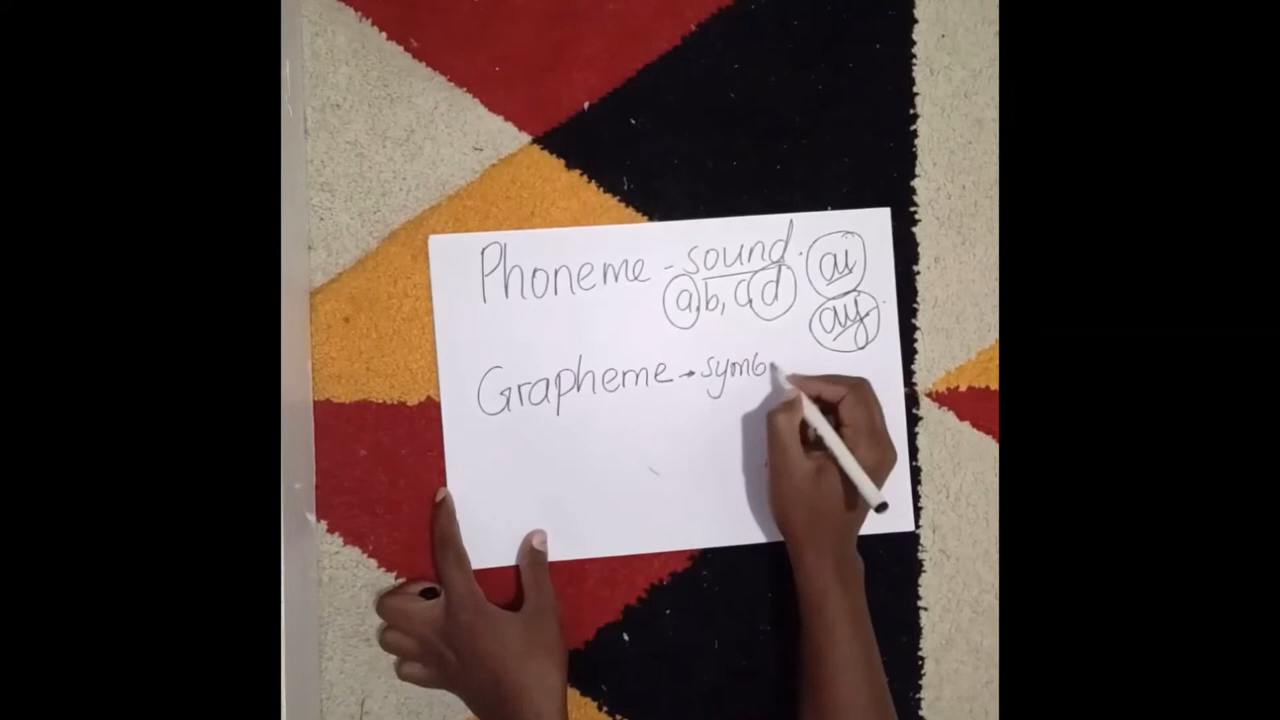 Phoneme - sound. ai
a, b, c, d ay
Grapheme → symb